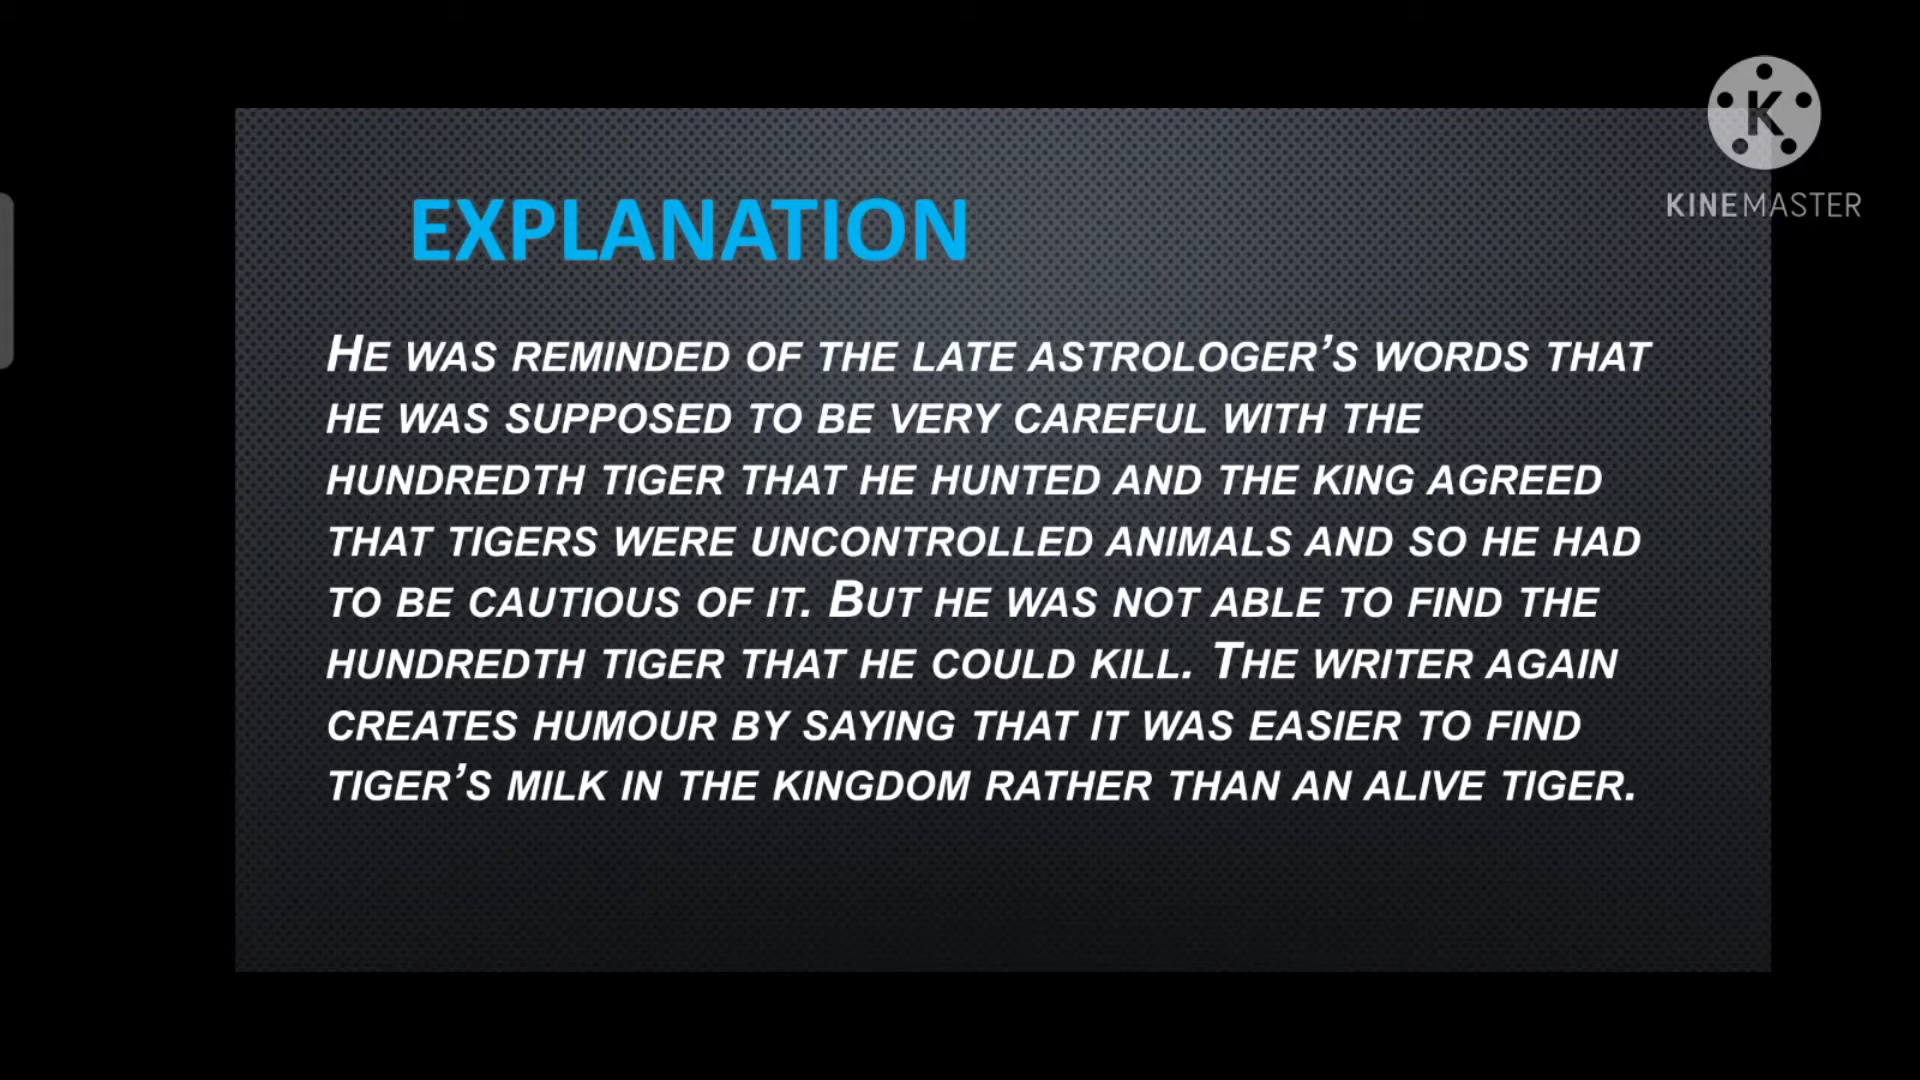 K
KINEMASTER
EXPLANATION
He was reminded of the late astrologer’s words that
he was supposed to be very careful with the
hundredth tiger that he hunted and the king agreed
that tigers were uncontrolled animals and so he had
to be cautious of it. But he was not able to find the
hundredth tiger that he could kill. The writer again
creates humour by saying that it was easier to find
tiger’s milk in the kingdom rather than an alive tiger.